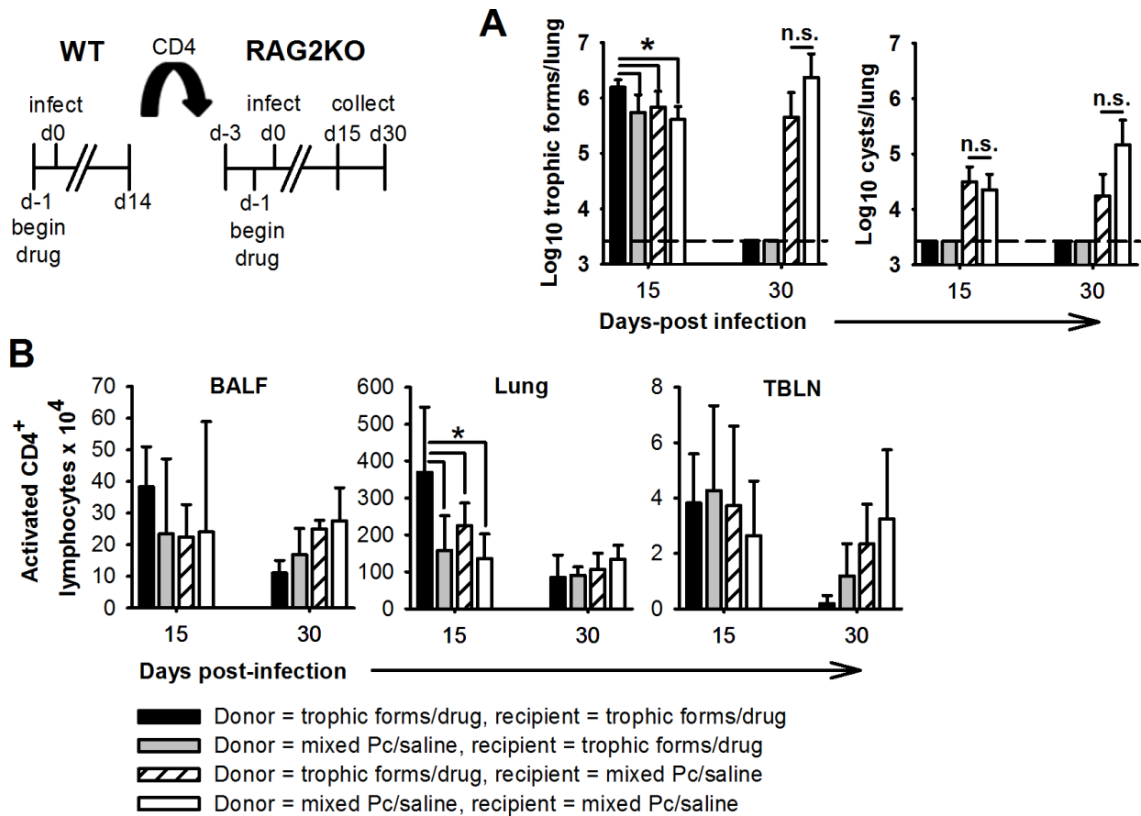 WT
CD4
RAG2KO
infect
d0
d-1
begin
drug
d14
d-3
infect
d0
d-1
begin
drug
collect
d15
d30
A
Log10 trophic forms/lung
7
6
5
4
3
*
n.s.
15
30
Log10 cysts/lung
7
6
5
4
3
n.s.
n.s.
15
30
Days-post infection
B
Activated CD4+
lymphocytes x 10^4
BALF
70
60
50
40
30
20
10
0
15
30
Lung
600
500
400
300
200
100
0
*
15
30
TBLN
8
6
4
2
0
15
30
Days post-infection
Donor = trophic forms/drug, recipient = trophic forms/drug
Donor = mixed Pc/saline, recipient = trophic forms/drug
Donor = trophic forms/drug, recipient = mixed Pc/saline
Donor = mixed Pc/saline, recipient = mixed Pc/saline